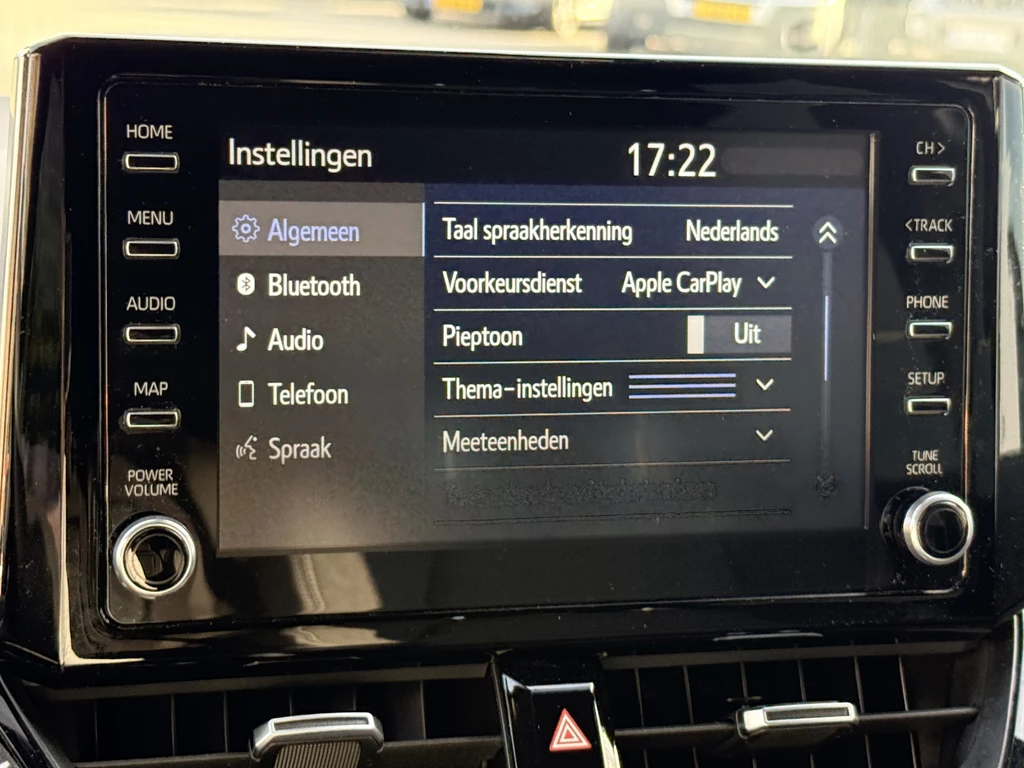 HOME
MENU
AUDIO
MAP
POWER
VOLUME
Instellingen 17:22
Algemeen
Bluetooth
Audio
Telefoon
Spraak
Taal spraakherkenning Nederlands
Voorkeursdienst Apple CarPlay
Pieptoon Uit
Thema-instellingen
Meeteenheden
CH>
<TRACK
PHONE
SETUP
TUNE
SCROLL